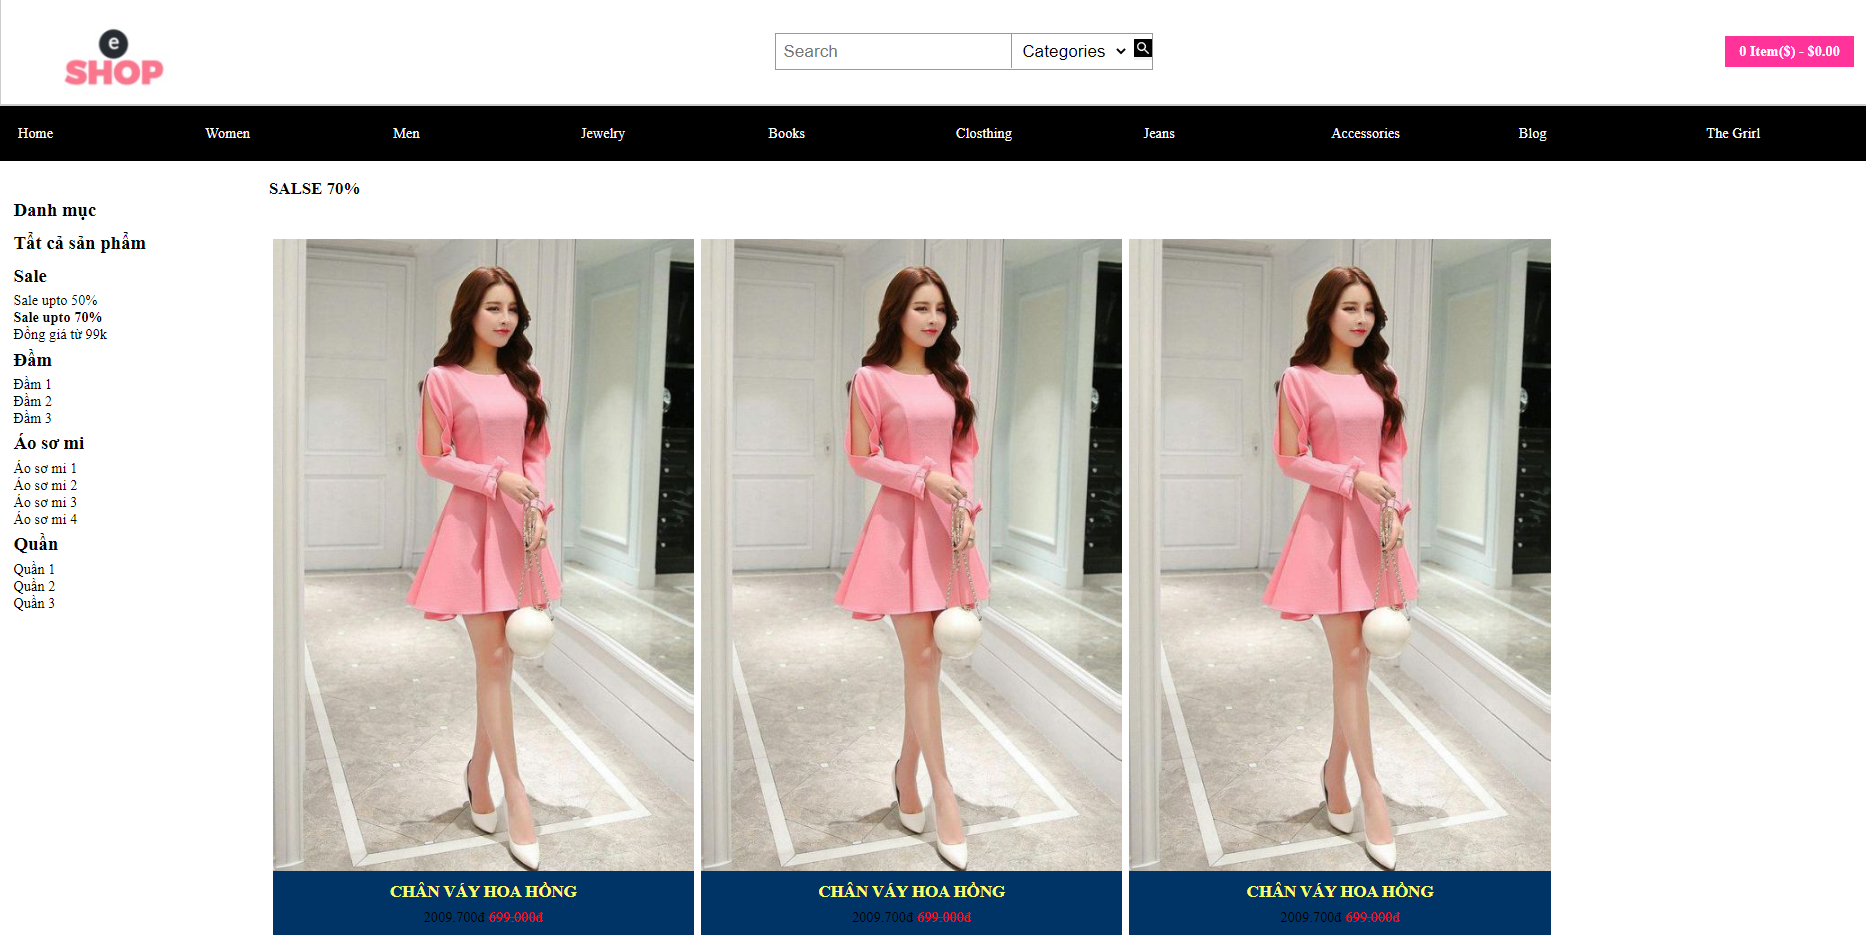 e
SHOP
Search
Categories
0 Item($) - $0.00
Home Women Men Jewelry Books Closthing Jeans Accessories Blog The Grirl
SALSE 70%
Danh mục
Tất cả sản phẩm
Sale
Sale upto 50%
Sale upto 70%
Đồng giá từ 99k
Đầm
Đầm 1
Đầm 2
Đầm 3
Áo sơ mi
Áo sơ mi 1
Áo sơ mi 2
Áo sơ mi 3
Áo sơ mi 4
Quần
Quần 1
Quần 2
Quần 3
CHÂN VÁY HOA HỒNG
2009.700đ 699.000đ
CHÂN VÁY HOA HỒNG
2009.700đ 699.000đ
CHÂN VÁY HOA HỒNG
2009.700đ 699.000đ